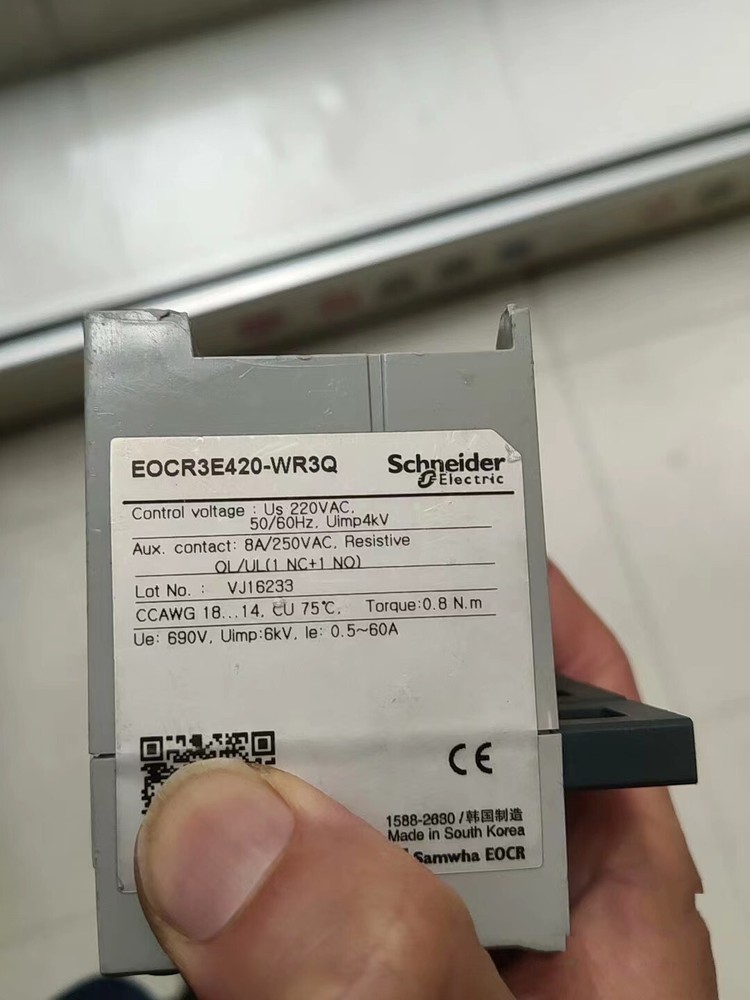 EOCR3E420-WR3Q
Schneider
Electric
Control voltage : Us 220VAC,
50/60Hz, Uimp4kV
Aux. contact: 8A/250VAC, Resistive
OL/UL(1 NC+1 NO)
Lot No. : VJ16233
CCAWG 18...14, CU 75℃, Torque:0.8 N.m
Ue: 690V, Uimp:6kV, Ie: 0.5~60A
CE
1588-2630 /韩国制造
Made in South Korea
Samwha EOCR